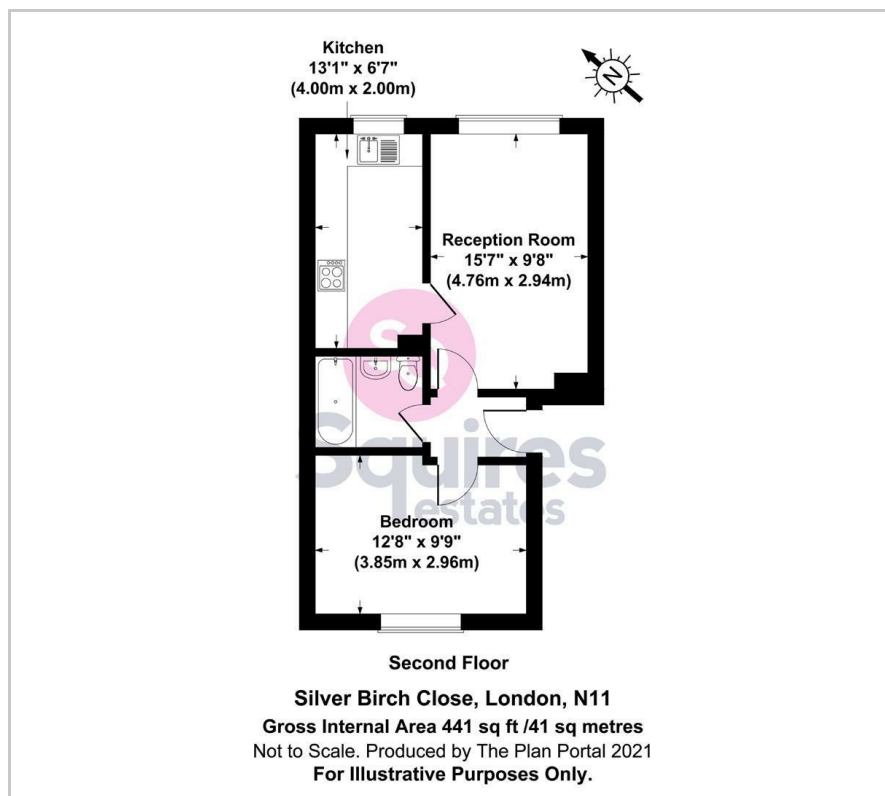 Kitchen
13'1" x 6'7"
(4.00m x 2.00m)
N
Reception Room
15'7" x 9'8"
(4.76m x 2.94m)
SQ
Squires
estates
Bedroom
12'8" x 9'9"
(3.85m x 2.96m)
Second Floor
Silver Birch Close, London, N11
Gross Internal Area 441 sq ft /41 sq metres
Not to Scale. Produced by The Plan Portal 2021
For Illustrative Purposes Only.